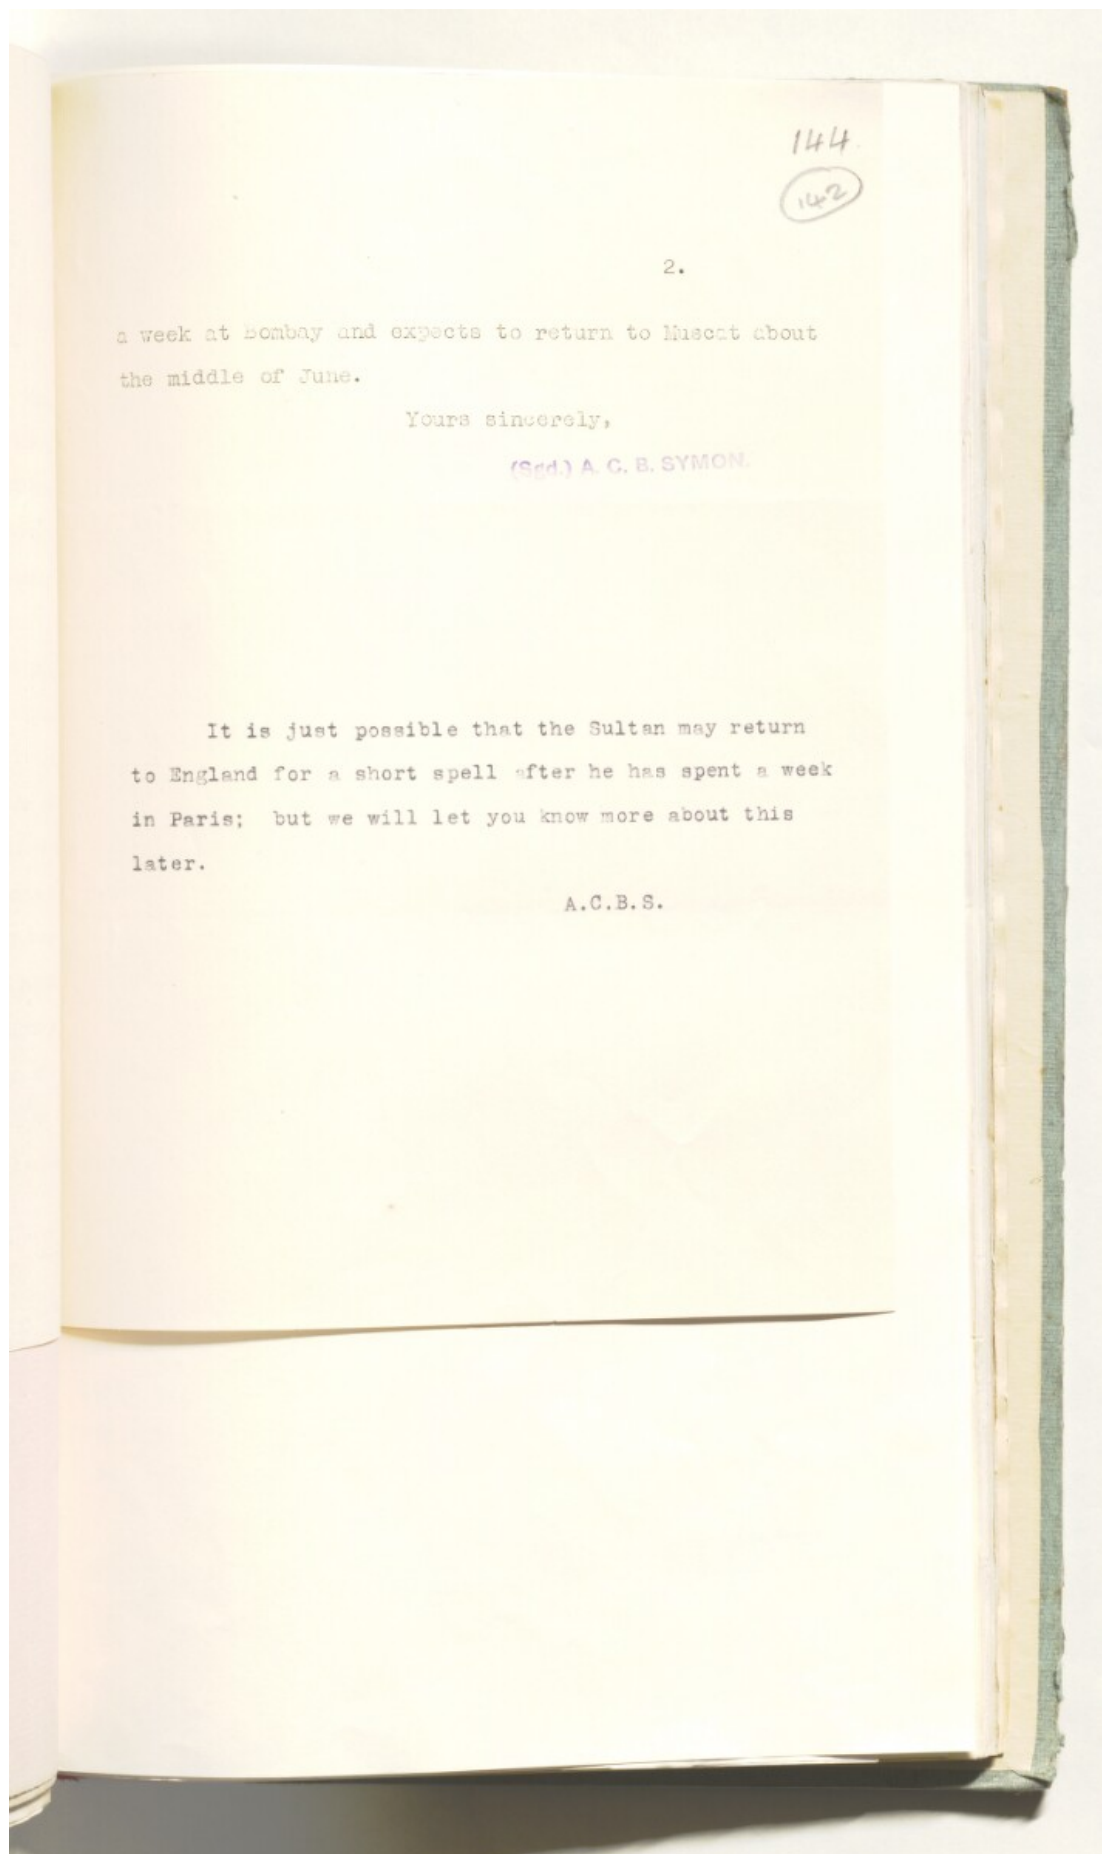 144
142
2.
a week at Bombay and expects to return to Muscat about
the middle of June.
Yours sincerely,
(Sgd.) A. C. B. SYMON.
It is just possible that the Sultan may return
to England for a short spell after he has spent a week
in Paris; but we will let you know more about this
later.
A.C.B.S.